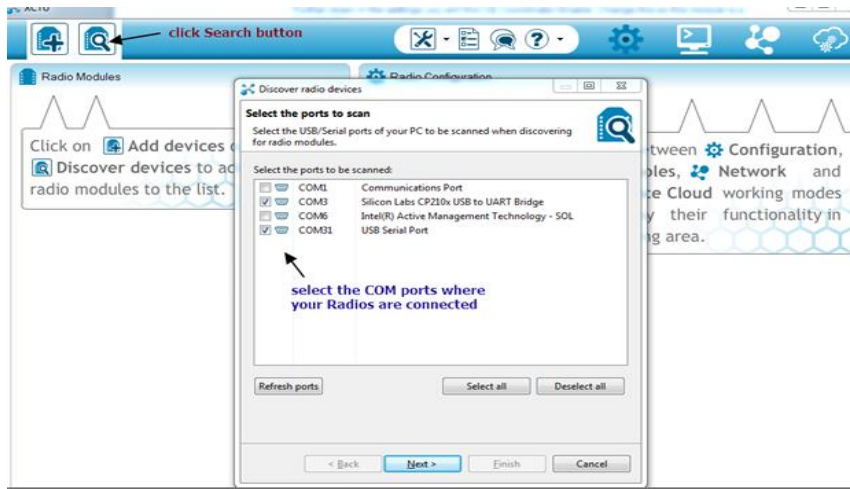 XCTU
click Search button
Radio Modules
Radio Configuration
Click on Add devices
Discover devices to ad
radio modules to the list.
tween Configuration,
oles, Network and
ce Cloud working modes
y their functionality in
ng area.
Discover radio devices
Select the ports to scan
Select the USB/Serial ports of your PC to be scanned when discovering
for radio modules.
Select the ports to be scanned:
COM1 Communications Port
COM3 Silicon Labs CP210x USB to UART Bridge
COM6 Intel(R) Active Management Technology - SOL
COM31 USB Serial Port
select the COM ports where
your Radios are connected
Refresh ports Select all Deselect all
< Back Next > Finish Cancel